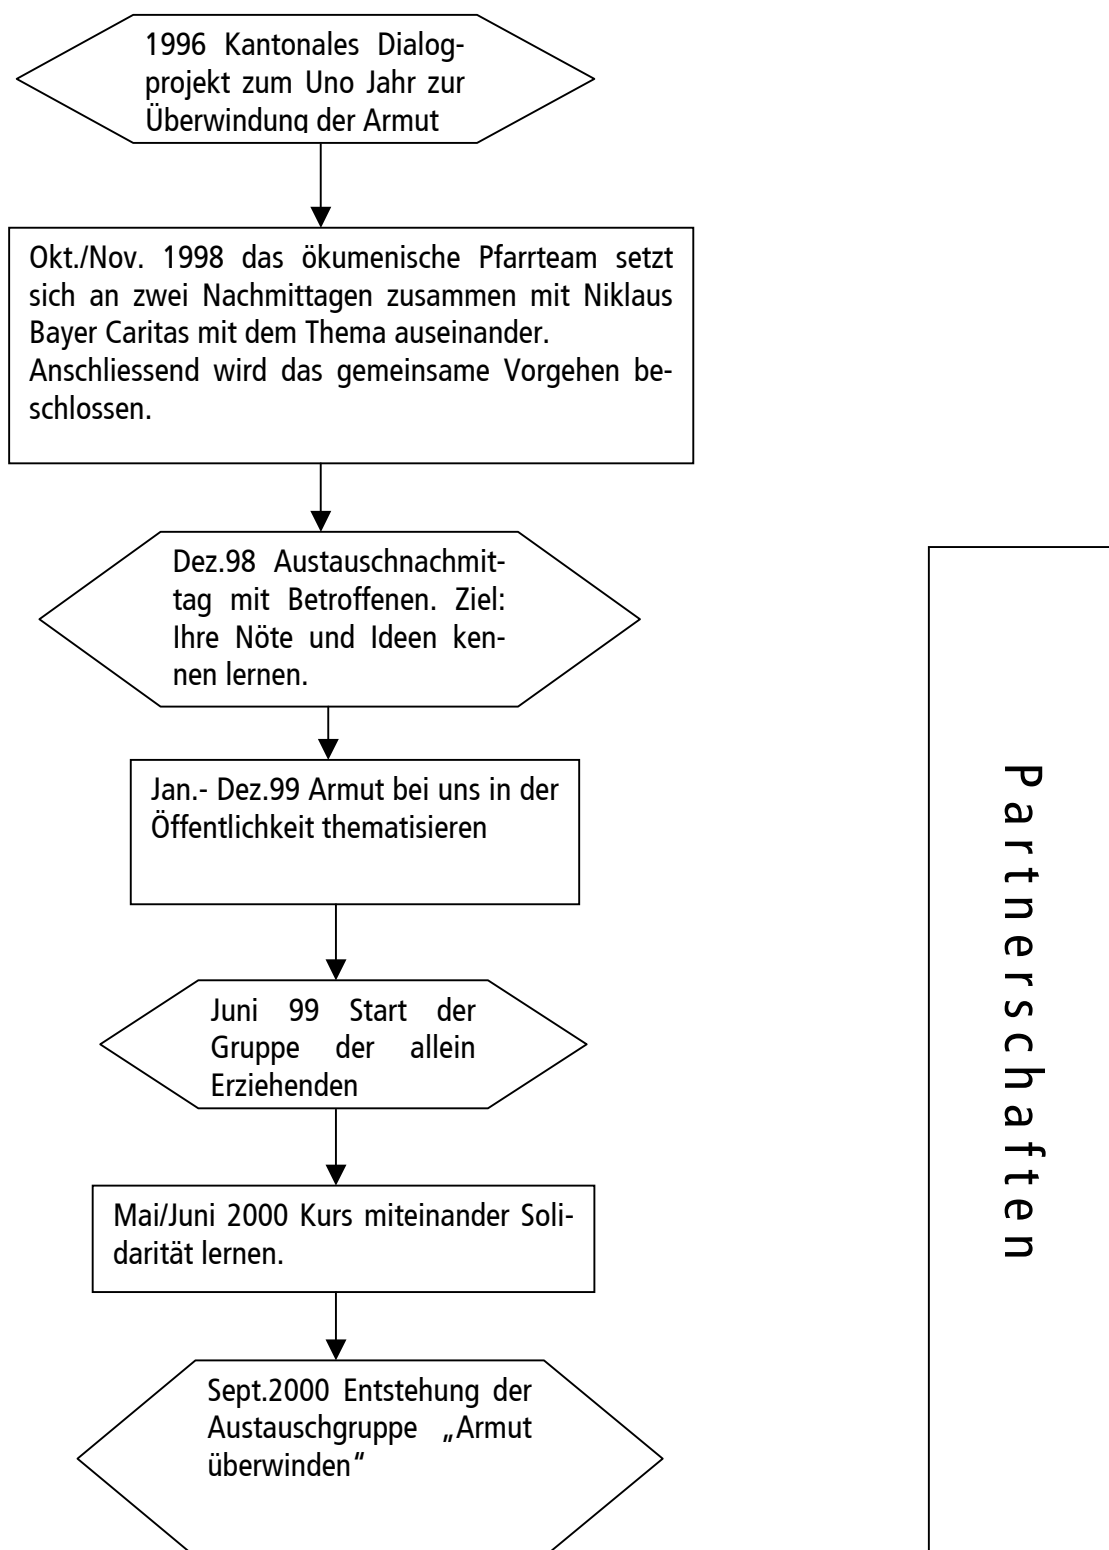 1996 Kantonales Dialog-
projekt zum Uno Jahr zur
Überwindung der Armut
Okt./Nov. 1998 das ökumenische Pfarrteam setzt
sich an zwei Nachmittagen zusammen mit Niklaus
Bayer Caritas mit dem Thema auseinander.
Anschliessend wird das gemeinsame Vorgehen be-
schlossen.
Dez.98 Austauschnachmit-
tag mit Betroffenen. Ziel:
Ihre Nöte und Ideen ken-
nen lernen.
Jan.- Dez.99 Armut bei uns in der
Öffentlichkeit thematisieren
Juni 99 Start der
Gruppe der allein
Erziehenden
Mai/Juni 2000 Kurs miteinander Soli-
darität lernen.
Sept.2000 Entstehung der
Austauschgruppe „Armut
überwinden“
Partnerschaften